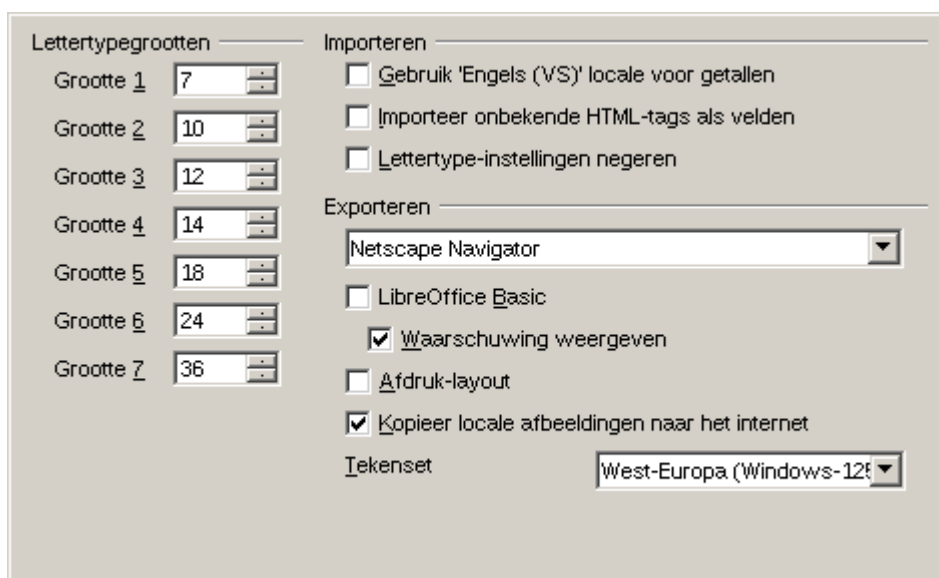 Lettertypegrootten
Grootte 1 7
Grootte 2 10
Grootte 3 12
Grootte 4 14
Grootte 5 18
Grootte 6 24
Grootte 7 36
Importeren
Gebruik 'Engels (VS)' locale voor getallen
Importeer onbekende HTML-tags als velden
Lettertype-instellingen negeren
Exporteren
Netscape Navigator
LibreOffice Basic
Waarschuwing weergeven
Afdruk-layout
Kopieer locale afbeeldingen naar het internet
Tekenset West-Europa (Windows-125